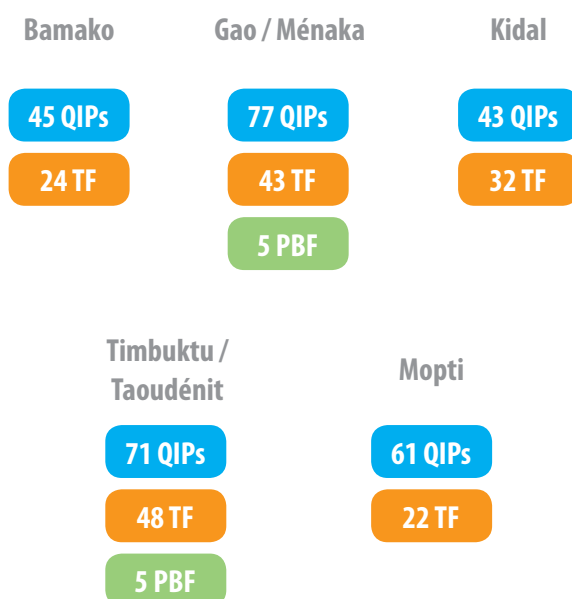 Bamako
Gao / Ménaka
Kidal
45 QIPs
77 QIPs
43 QIPs
24 TF
43 TF
32 TF
5 PBF
Timbuktu /
Taoudénit
Mopti
71 QIPs
61 QIPs
48 TF
22 TF
5 PBF